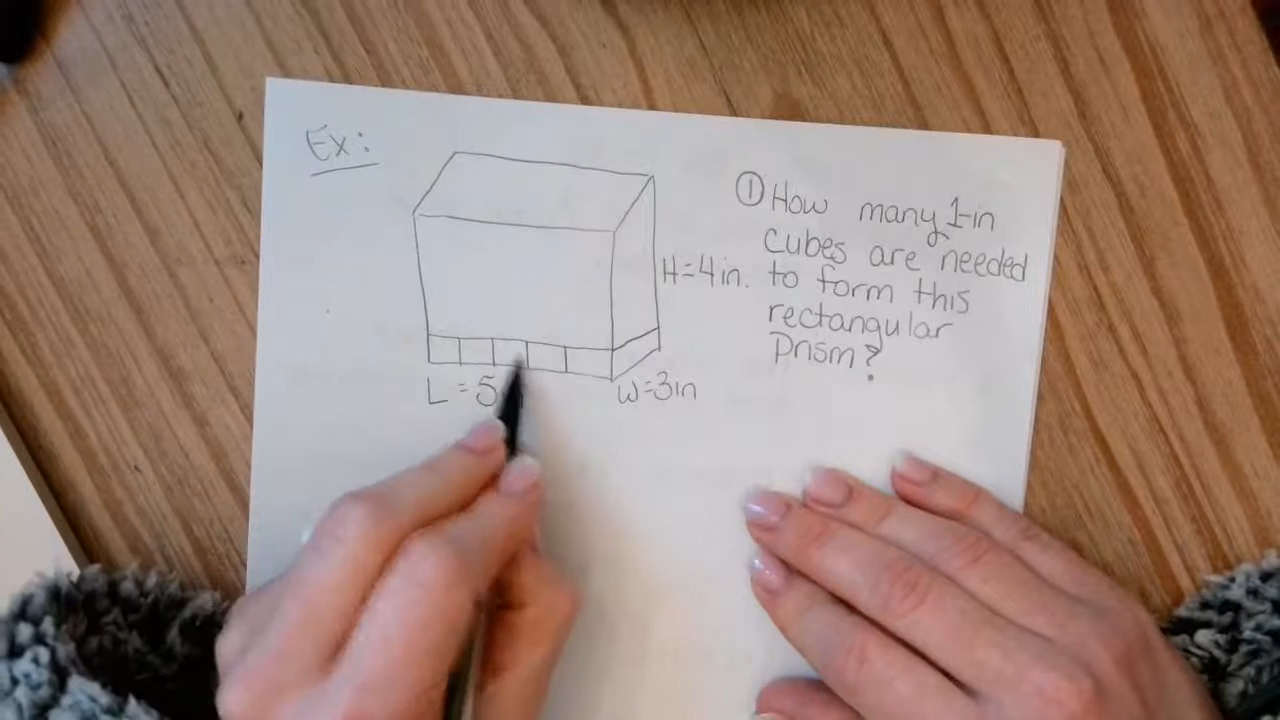 Ex:
① How many 1-in
cubes are needed
to form this
rectangular
Prism?
H=4in.
L=5
W=3in